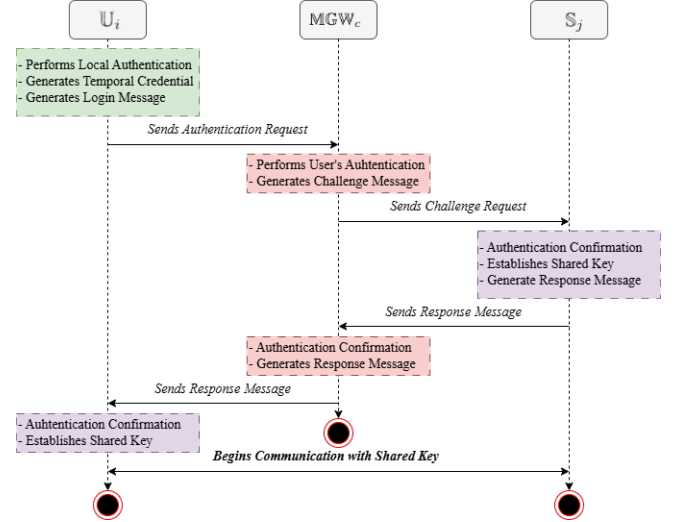 𝕌ᵢ
𝕄𝔾𝕎꜀
𝕊ⱼ
- Performs Local Authentication
- Generates Temporal Credential
- Generates Login Message
Sends Authentication Request
- Performs User's Auhtentication
- Generates Challenge Message
Sends Challenge Request
- Authentication Confirmation
- Establishes Shared Key
- Generate Response Message
Sends Response Message
- Authentication Confirmation
- Generates Response Message
Sends Response Message
- Auhtentication Confirmation
- Establishes Shared Key
Begins Communication with Shared Key